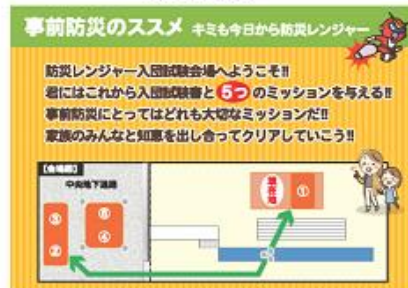 事前防災のススメ キミも今日から防災レンジャー
防災レンジャー入団試験会場へようこそ!!
君にはこれから入団試験書と5つのミッションを与える!!
事前防災にとってはどれも大切なミッションだ!!
家族のみんなと知恵を出し合ってクリアしていこう!!
【会場図】
中央地下通路
現在地
①
③
⑤
②
④